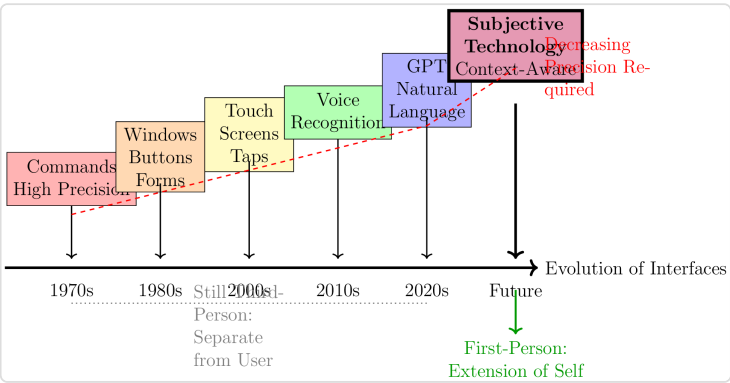 Subjective
Technology
Context-Aware
Decreasing
Precision Re-
quired
GPT
Natural
Language
Voice
Recognition
Touch
Screens
Taps
Windows
Buttons
Forms
Commands
High Precision
Evolution of Interfaces
1970s
1980s
2000s
2010s
2020s
Future
Still Third-
Person:
Separate
from User
First-Person:
Extension of Self